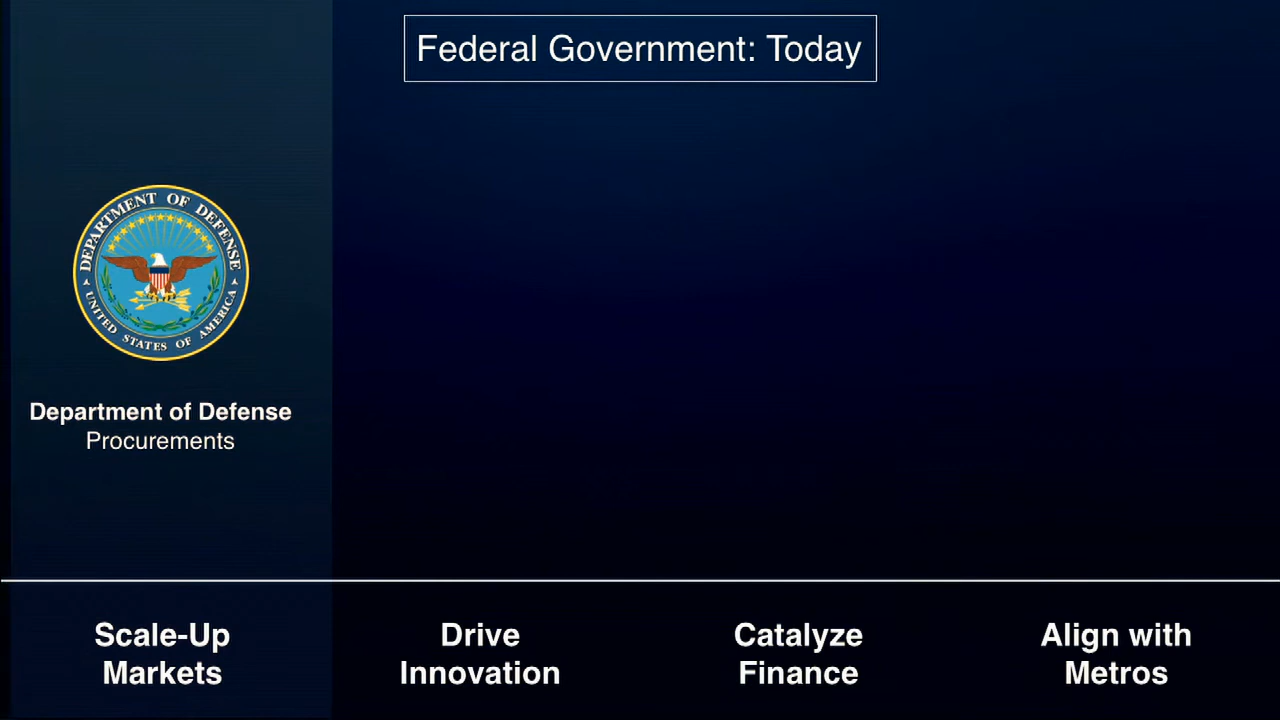 Federal Government: Today
DEPARTMENT OF DEFENSE
UNITED STATES OF AMERICA
Department of Defense
Procurements
Scale-Up
Markets
Drive
Innovation
Catalyze
Finance
Align with
Metros